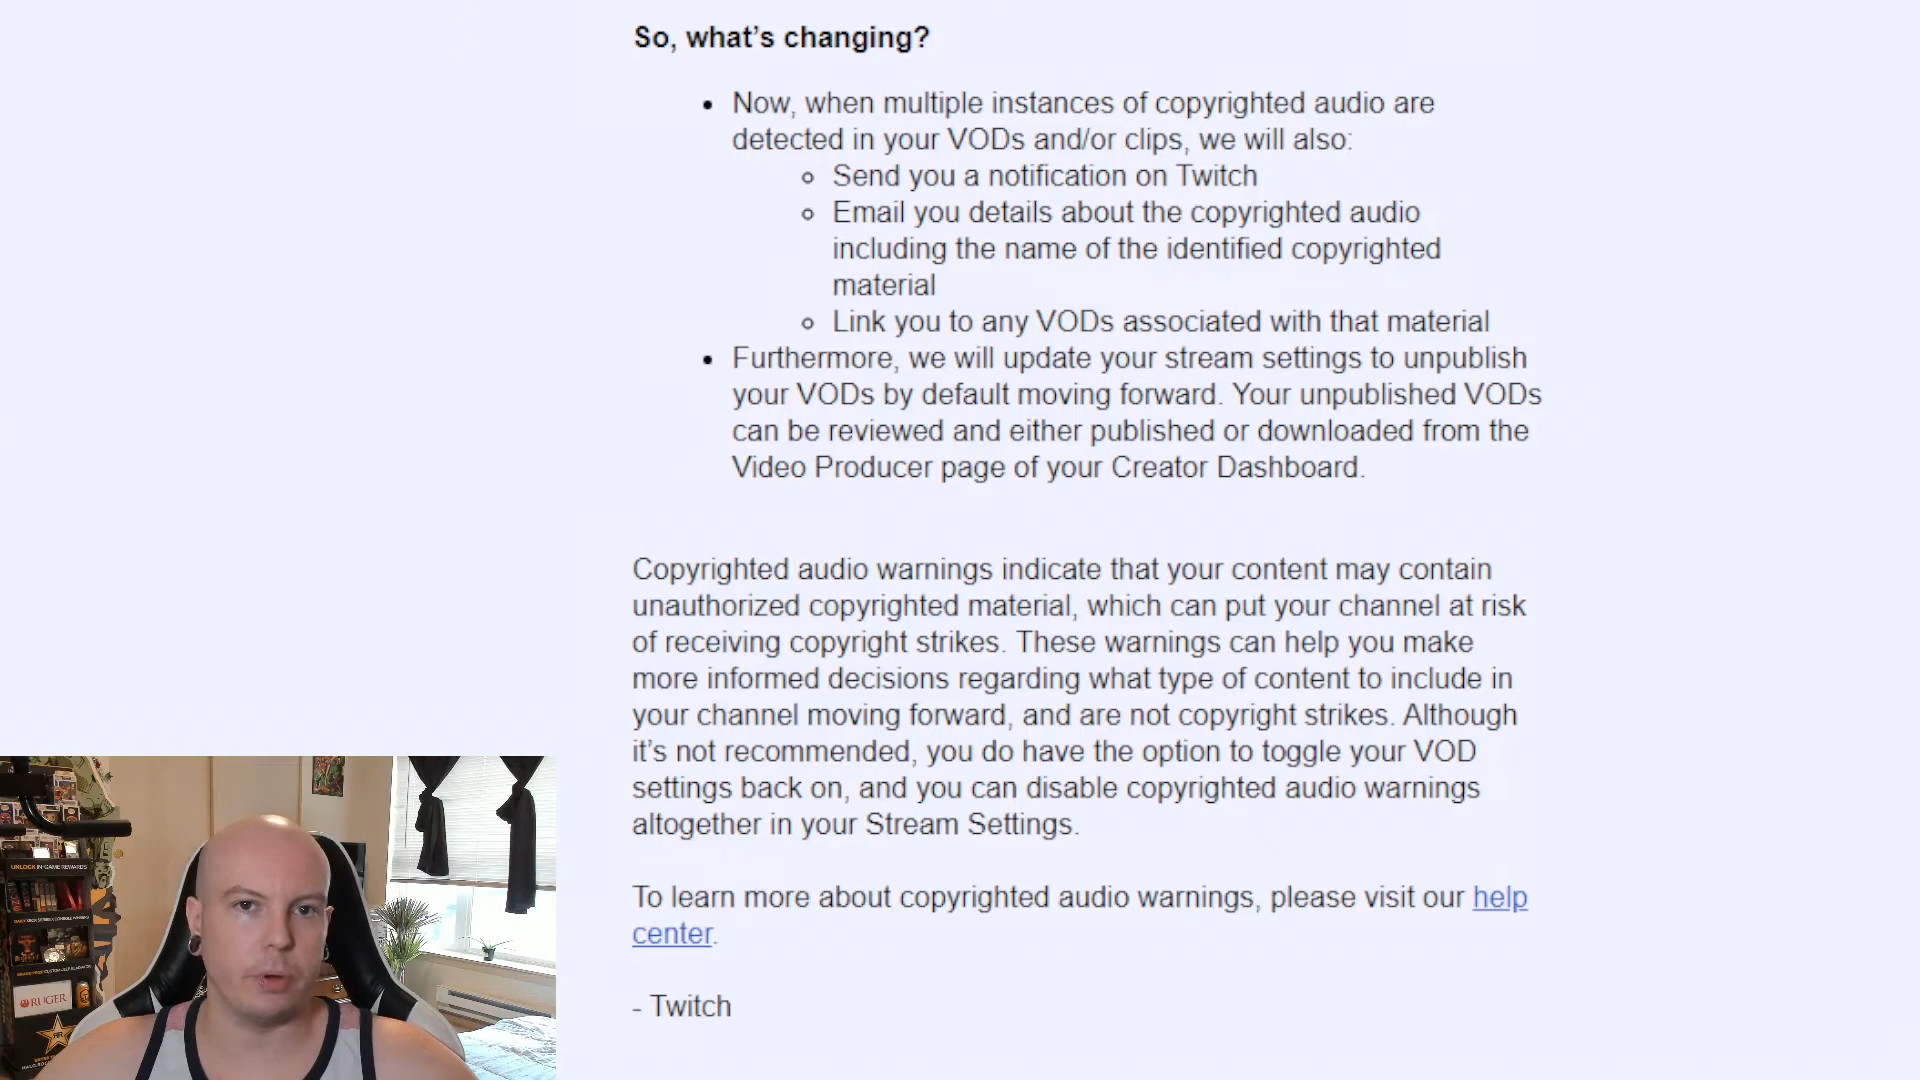 So, what's changing?
Now, when multiple instances of copyrighted audio are
detected in your VODs and/or clips, we will also:
Send you a notification on Twitch
Email you details about the copyrighted audio
including the name of the identified copyrighted
material
Link you to any VODs associated with that material
Furthermore, we will update your stream settings to unpublish
your VODs by default moving forward. Your unpublished VODs
can be reviewed and either published or downloaded from the
Video Producer page of your Creator Dashboard.
Copyrighted audio warnings indicate that your content may contain
unauthorized copyrighted material, which can put your channel at risk
of receiving copyright strikes. These warnings can help you make
more informed decisions regarding what type of content to include in
your channel moving forward, and are not copyright strikes. Although
it's not recommended, you do have the option to toggle your VOD
settings back on, and you can disable copyrighted audio warnings
altogether in your Stream Settings.
To learn more about copyrighted audio warnings, please visit our help
center.
- Twitch
UNLOCK IN-GAME REWARDS
RUGER